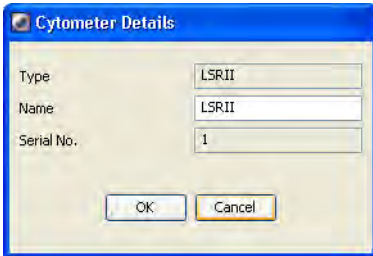 Cytometer Details
Type LSRII
Name LSRII
Serial No. 1
OK Cancel